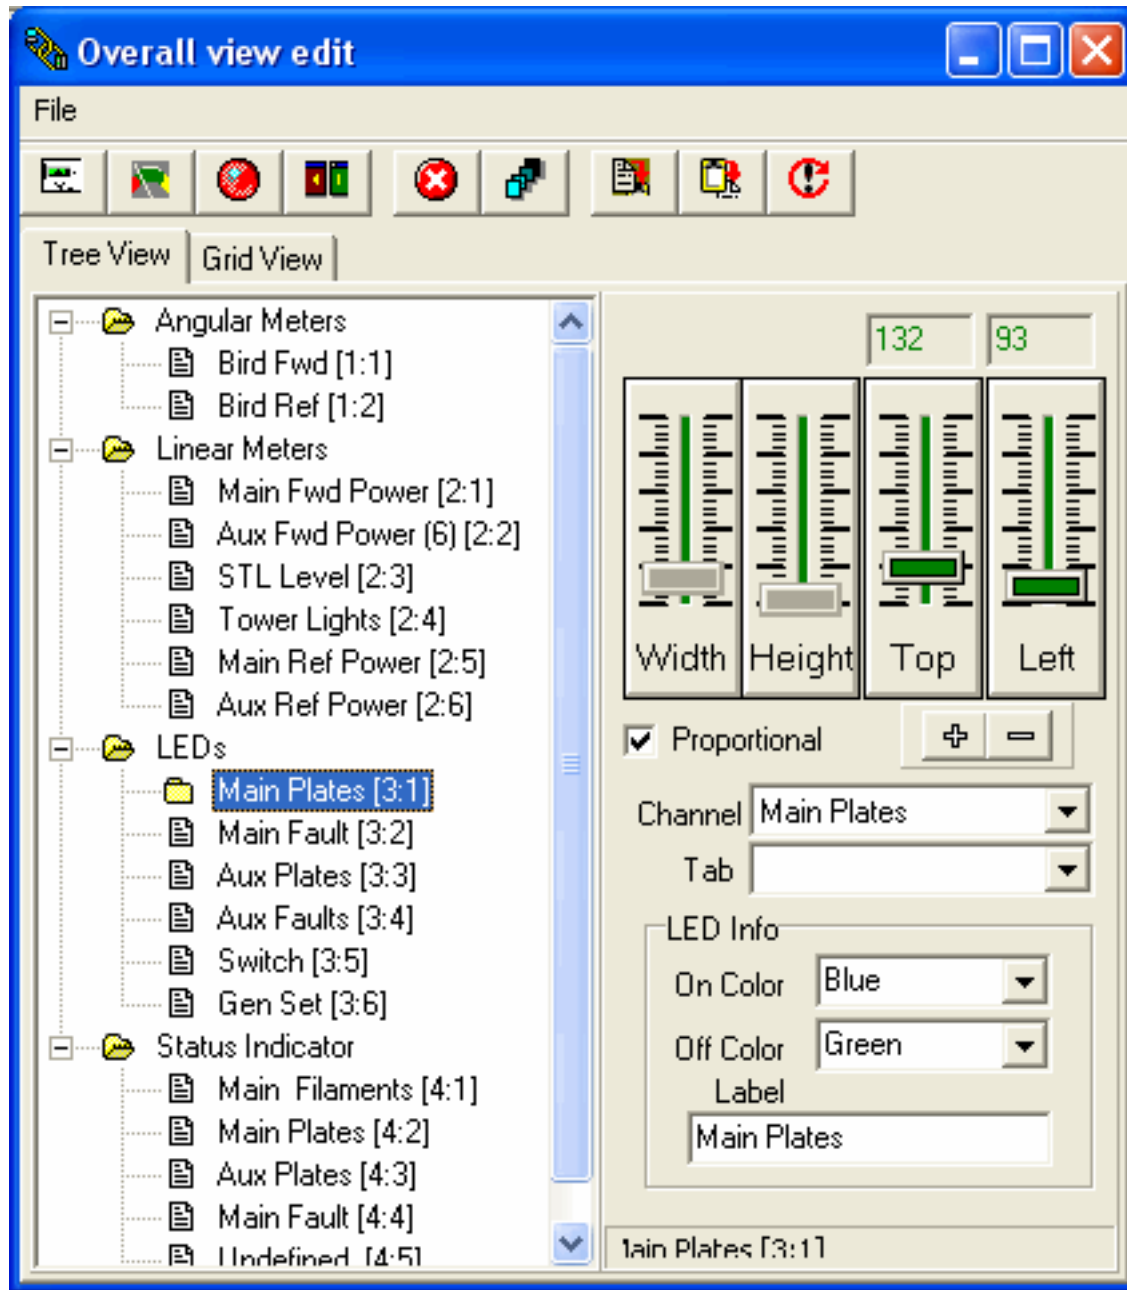 Overall view edit
File
Tree View
Grid View
Angular Meters
Bird Fwd [1:1]
Bird Ref [1:2]
Linear Meters
Main Fwd Power [2:1]
Aux Fwd Power (6) [2:2]
STL Level [2:3]
Tower Lights [2:4]
Main Ref Power [2:5]
Aux Ref Power [2:6]
LEDs
Main Plates [3:1]
Main Fault [3:2]
Aux Plates [3:3]
Aux Faults [3:4]
Switch [3:5]
Gen Set [3:6]
Status Indicator
Main  Filaments [4:1]
Main Plates [4:2]
Aux Plates [4:3]
Main Fault [4:4]
Undefined  [4:5]
132 93
Width Height Top Left
Proportional
Channel Main Plates
Tab
LED Info
On Color Blue
Off Color Green
Label
Main Plates
Main Plates [3:1]